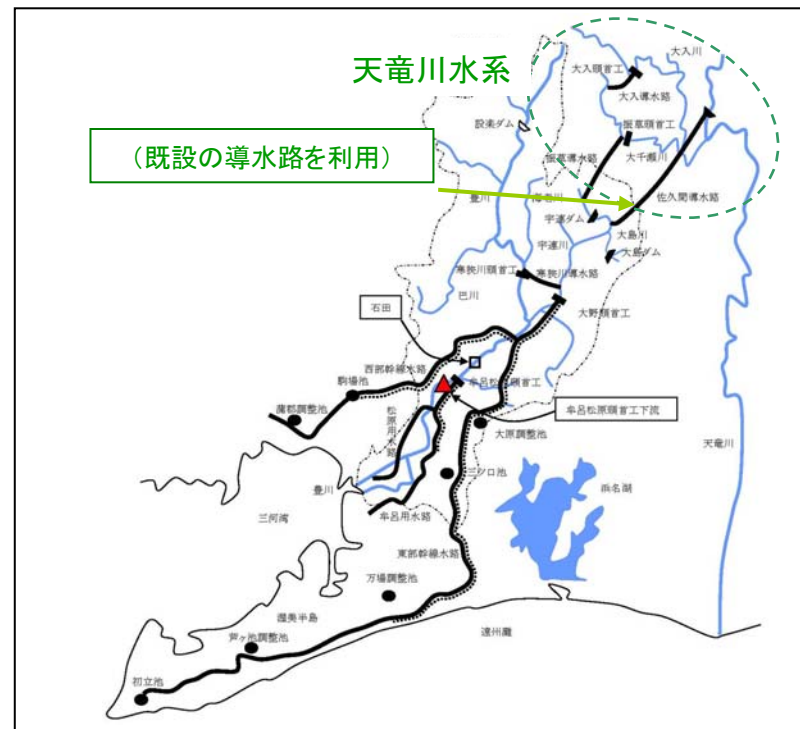 天竜川水系
（既設の導水路を利用）
大入川
大入頭首工
大入導水路
振草頭首工
設楽ダム
振草導水路
大千瀬川
佐久間導水路
豊川
海老川
宇連ダム
大島川
宇連川
大島ダム
寒狭川頭首工
寒狭川導水路
巴川
大野頭首工
石田
西部幹線水路
駒場池
牟呂松原頭首工
蒲郡調整池
松原用水路
牟呂松原頭首工下流
大原調整池
天竜川
三ツ口池
浜名湖
豊川
三河湾
牟呂用水路
東部幹線水路
万場調整池
渥美半島
芦ヶ池調整池
遠州灘
初立池